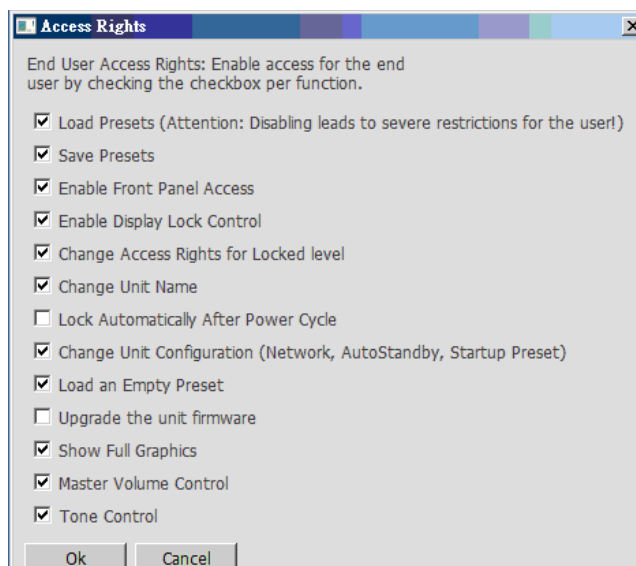 Access Rights
End User Access Rights: Enable access for the end
user by checking the checkbox per function.
Load Presets (Attention: Disabling leads to severe restrictions for the user!)
Save Presets
Enable Front Panel Access
Enable Display Lock Control
Change Access Rights for Locked level
Change Unit Name
Lock Automatically After Power Cycle
Change Unit Configuration (Network, AutoStandby, Startup Preset)
Load an Empty Preset
Upgrade the unit firmware
Show Full Graphics
Master Volume Control
Tone Control
Ok Cancel